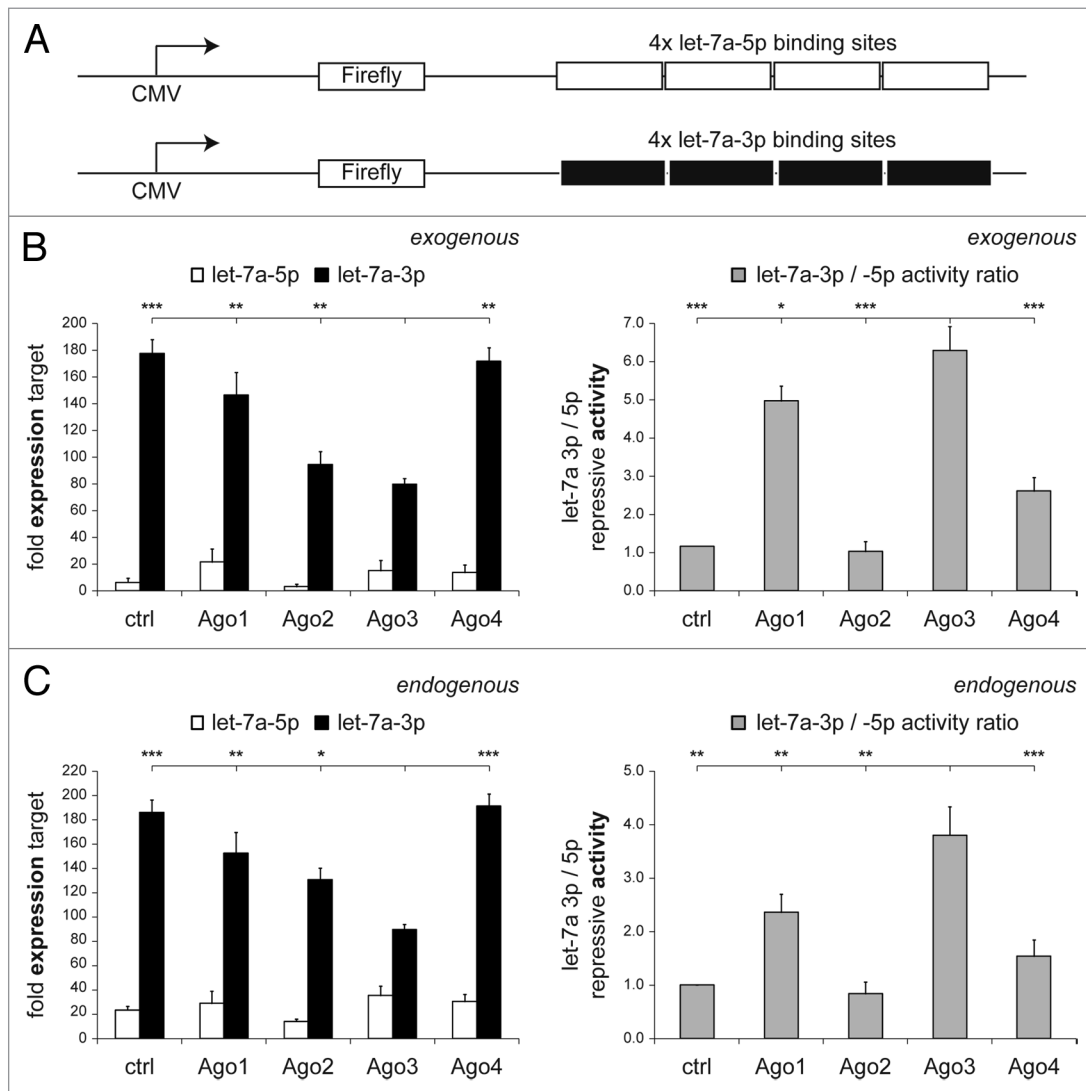 A
4x let-7a-5p binding sites
CMV
Firefly
4x let-7a-3p binding sites
CMV
Firefly
B
exogenous
let-7a-5p let-7a-3p
*** ** ** **
fold expression target
200
180
160
140
120
100
80
60
40
20
0
ctrl Ago1 Ago2 Ago3 Ago4
exogenous
let-7a-3p / -5p activity ratio
*** * *** ***
let-7a 3p / 5p
repressive activity
7.0
6.0
5.0
4.0
3.0
2.0
1.0
0.0
ctrl Ago1 Ago2 Ago3 Ago4
C
endogenous
let-7a-5p let-7a-3p
*** ** * ***
fold expression target
220
200
180
160
140
120
100
80
60
40
20
0
ctrl Ago1 Ago2 Ago3 Ago4
endogenous
let-7a-3p / -5p activity ratio
** ** ** ***
let-7a 3p / 5p
repressive activity
5.0
4.0
3.0
2.0
1.0
0.0
ctrl Ago1 Ago2 Ago3 Ago4